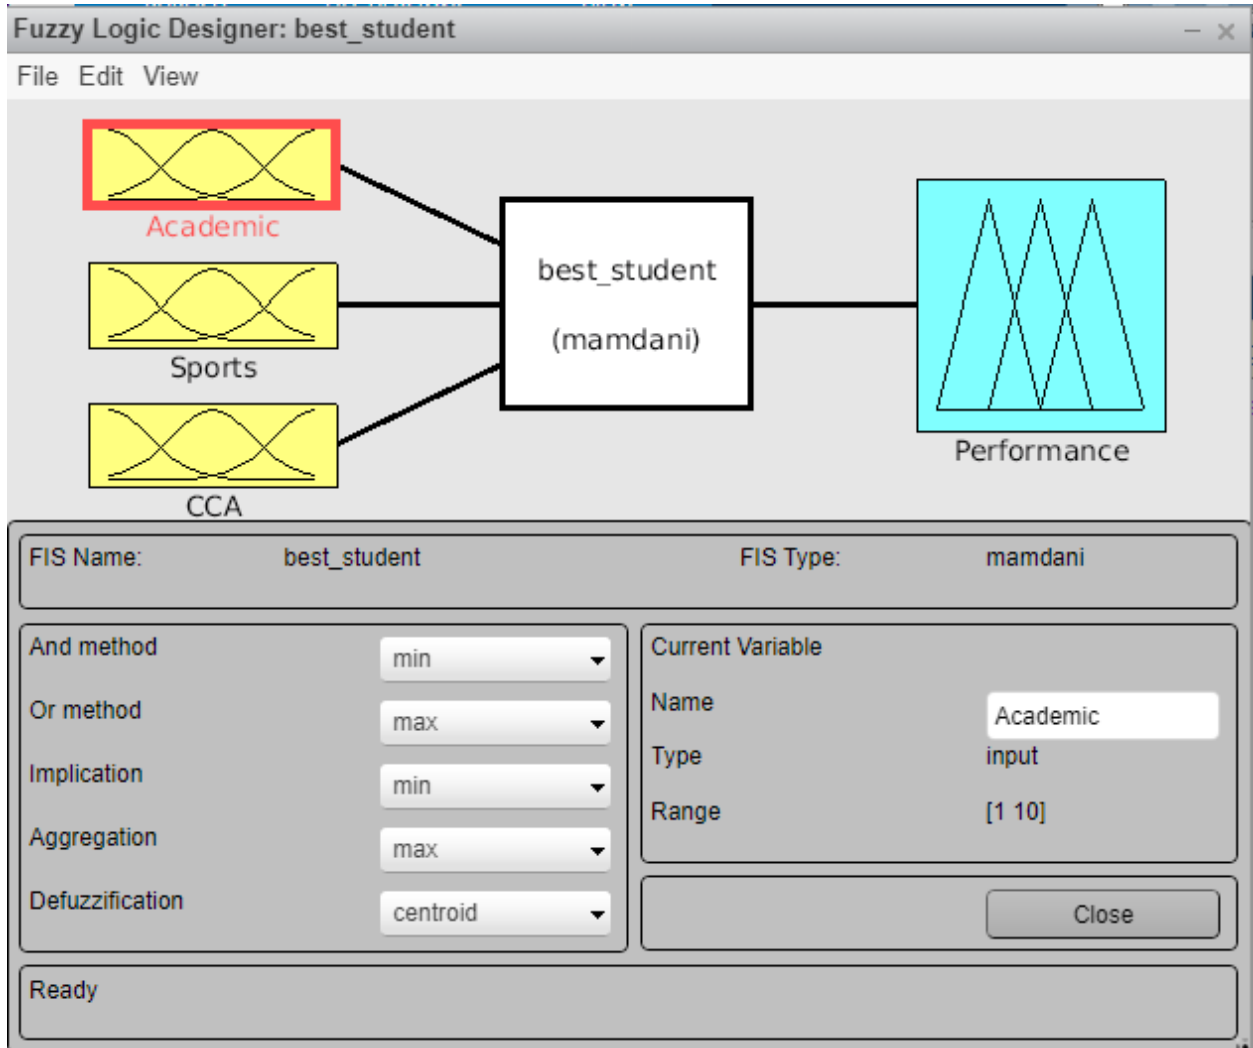 Fuzzy Logic Designer: best_student
File Edit View
Academic
Sports
CCA
best_student
(mamdani)
Performance
FIS Name: best_student FIS Type: mamdani
And method min
Or method max
Implication min
Aggregation max
Defuzzification centroid
Current Variable
Name Academic
Type input
Range [1 10]
Close
Ready